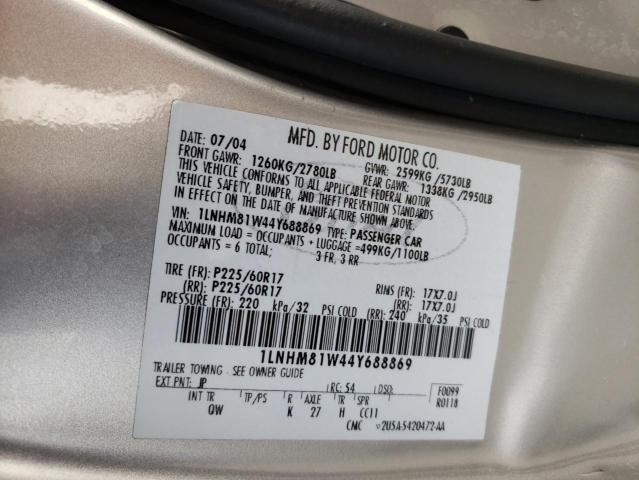 MFD. BY FORD MOTOR CO.
DATE: 07/04 GVWR: 2599KG/5730LB
FRONT GAWR: 1260KG/2780LB REAR GAWR: 1338KG/2950LB
THIS VEHICLE CONFORMS TO ALL APPLICABLE FEDERAL MOTOR
VEHICLE SAFETY, BUMPER, AND THEFT PREVENTION STANDARDS
IN EFFECT ON THE DATE OF MANUFACTURE SHOWN ABOVE.
VIN: 1LNHM81W44Y688869 TYPE: PASSENGER CAR
MAXIMUM LOAD = OCCUPANTS + LUGGAGE = 499KG/1100LB
OCCUPANTS = 6 TOTAL; 3 FR, 3 RR
TIRE (FR): P225/60R17 RIMS (FR): 17X7.0J
(RR): P225/60R17 (RR): 17X7.0J
PRESSURE (FR): 220 kPa/32 PSI COLD (RR): 240 kPa/35 PSI COLD
1LNHM81W44Y688869
TRAILER TOWING - SEE OWNER GUIDE
EXT PNT: JP RC: 54 DSO: F0099
R0118
INT TR TP/PS R AXLE TR SPR
OW K 27 H CC11
CMC V2U5A-5420472-AA